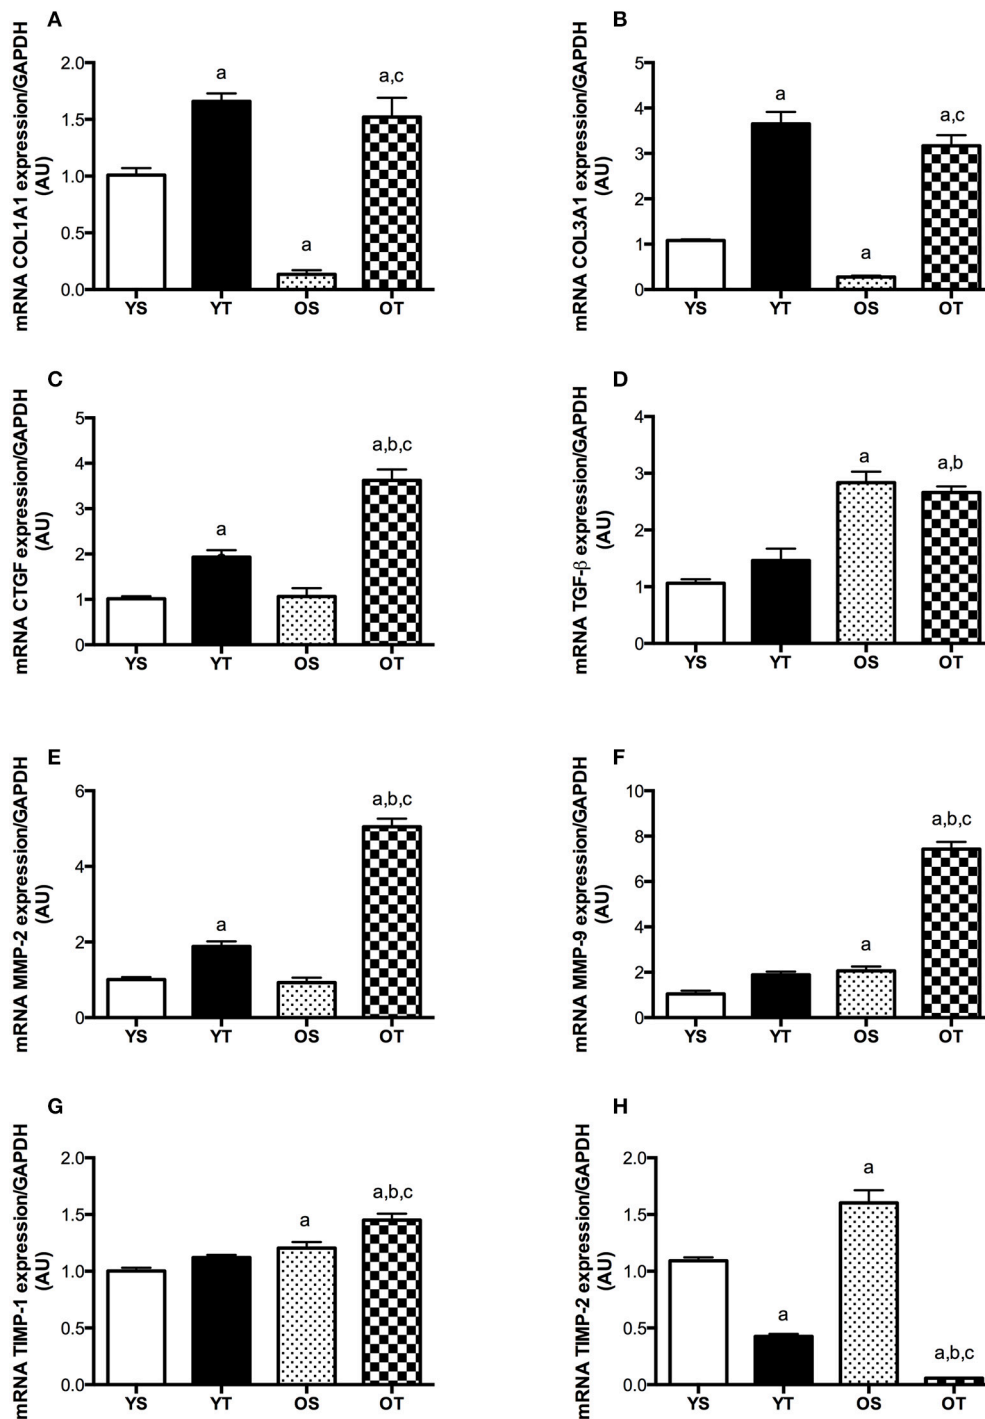 A
mRNA COL1A1 expression/GAPDH
(AU)
2.0
1.5
1.0
0.5
0.0
a
a
a,c
YS YT OS OT
B
mRNA COL3A1 expression/GAPDH
(AU)
5
4
3
2
1
0
a
a
a,c
YS YT OS OT
C
mRNA CTGF expression/GAPDH
(AU)
5
4
3
2
1
0
a
a,b,c
YS YT OS OT
D
mRNA TGF-β expression/GAPDH
(AU)
4
3
2
1
0
a
a,b
YS YT OS OT
E
mRNA MMP-2 expression/GAPDH
(AU)
6
4
2
0
a
a,b,c
YS YT OS OT
F
mRNA MMP-9 expression/GAPDH
(AU)
10
8
6
4
2
0
a
a,b,c
YS YT OS OT
G
mRNA TIMP-1 expression/GAPDH
(AU)
2.0
1.5
1.0
0.5
0.0
a
a,b,c
YS YT OS OT
H
mRNA TIMP-2 expression/GAPDH
(AU)
2.0
1.5
1.0
0.5
0.0
a
a
a,b,c
YS YT OS OT